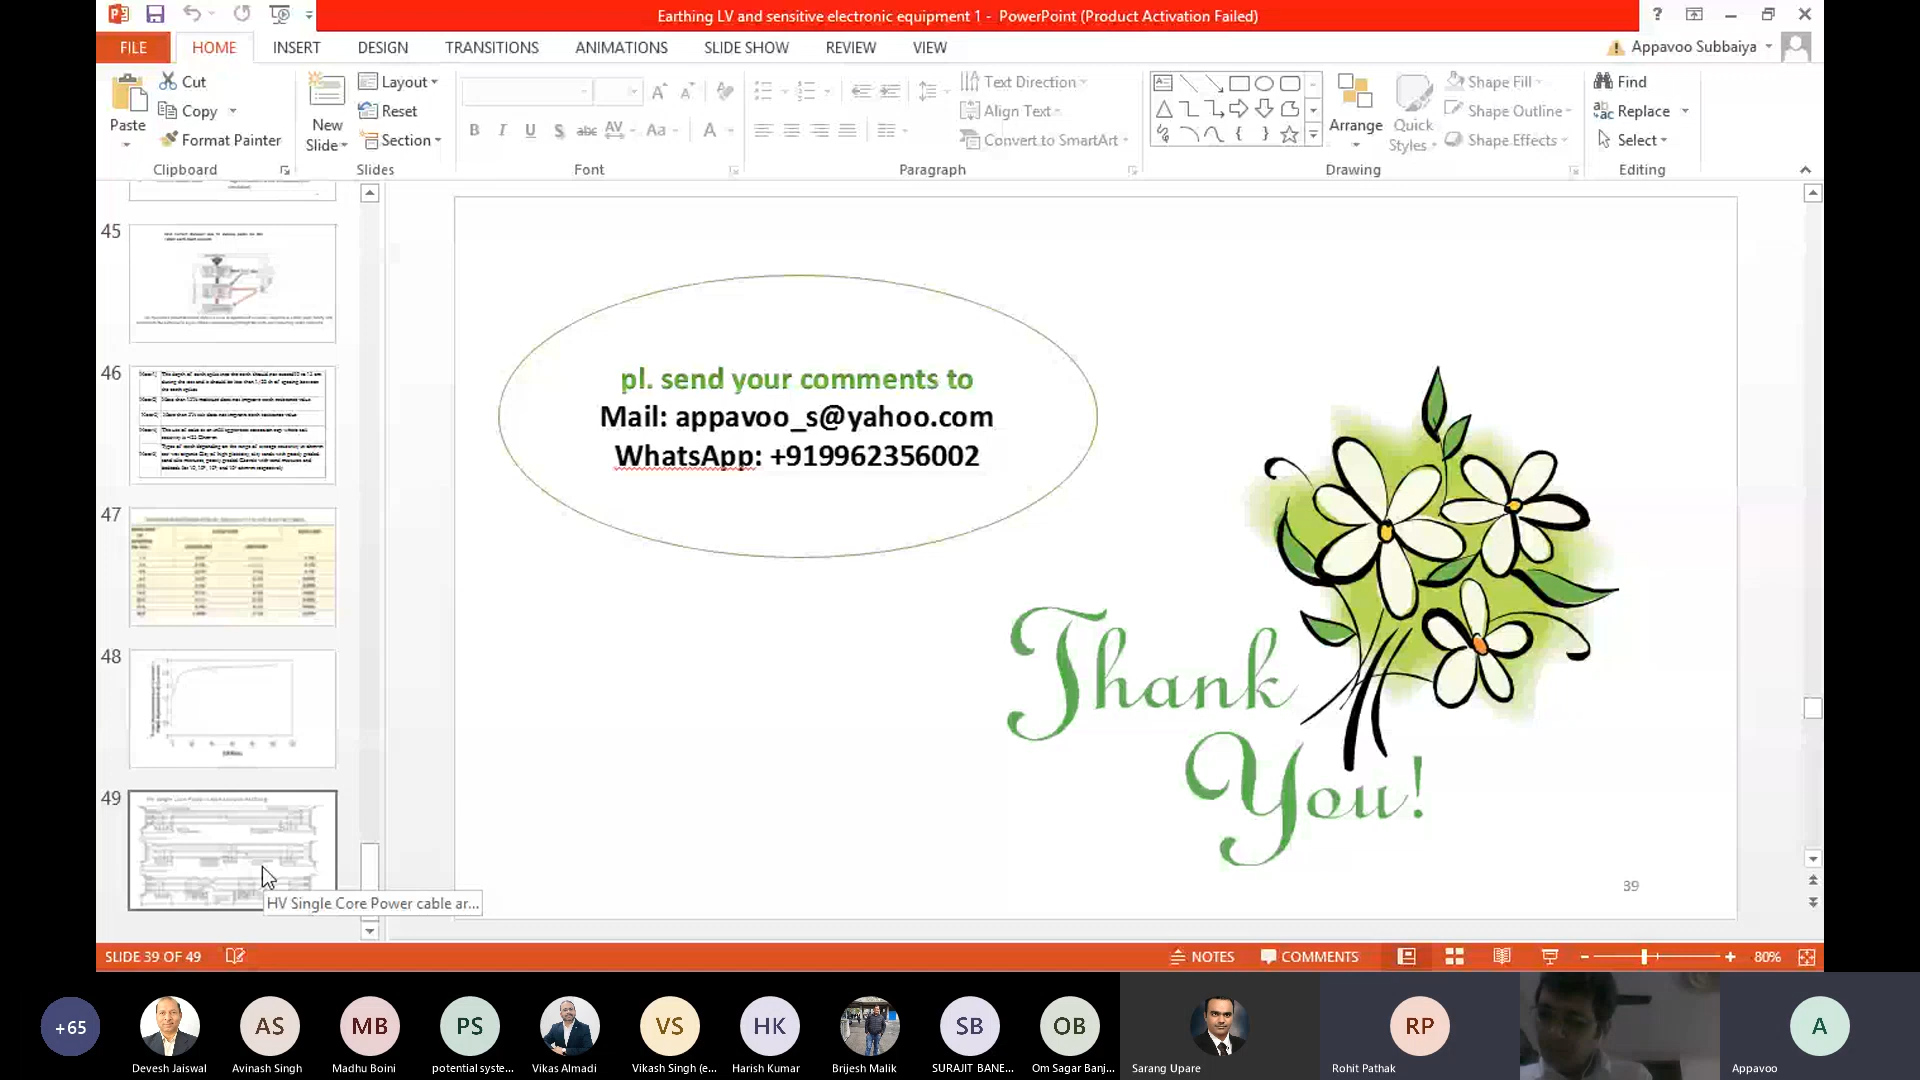 Earthing LV and sensitive electronic equipment 1 - PowerPoint (Product Activation Failed)
FILE HOME INSERT DESIGN TRANSITIONS ANIMATIONS SLIDE SHOW REVIEW VIEW Appavoo Subbaiya
Paste
Cut
Copy
Format Painter
Clipboard
New
Slide
Layout
Reset
Section
Slides
B I U S abc AV Aa A
Font
Text Direction
Align Text
Convert to SmartArt
Paragraph
Arrange
Quick
Styles
Shape Fill
Shape Outline
Shape Effects
Drawing
Find
Replace
Select
Editing
45
46
47
48
49
HV Single Core Power cable ar...
pl. send your comments to
Mail: appavoo_s@yahoo.com
WhatsApp: +919962356002
Thank
You!
39
SLIDE 39 OF 49 NOTES COMMENTS 80%
+65 AS MB PS VS HK SB OB RP A
Devesh Jaiswal Avinash Singh Madhu Boini potential syste... Vikas Almadi Vikash Singh (e... Harish Kumar Brijesh Malik SURAJIT BANE... Om Sagar Banj... Sarang Upare Rohit Pathak Appavoo